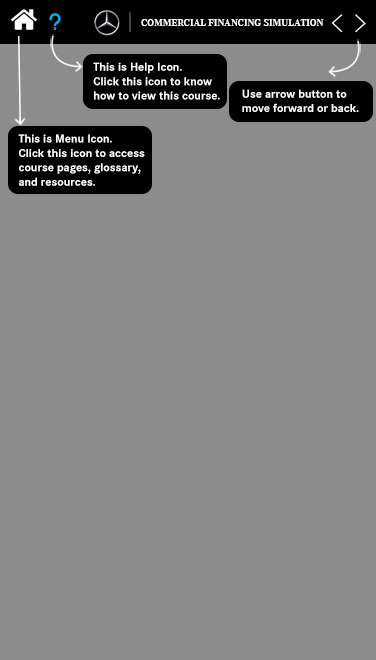 ?
COMMERCIAL FINANCING SIMULATION
This is Help Icon.
Click this icon to know
how to view this course.
Use arrow button to
move forward or back.
This is Menu Icon.
Click this icon to access
course pages, glossary,
and resources.